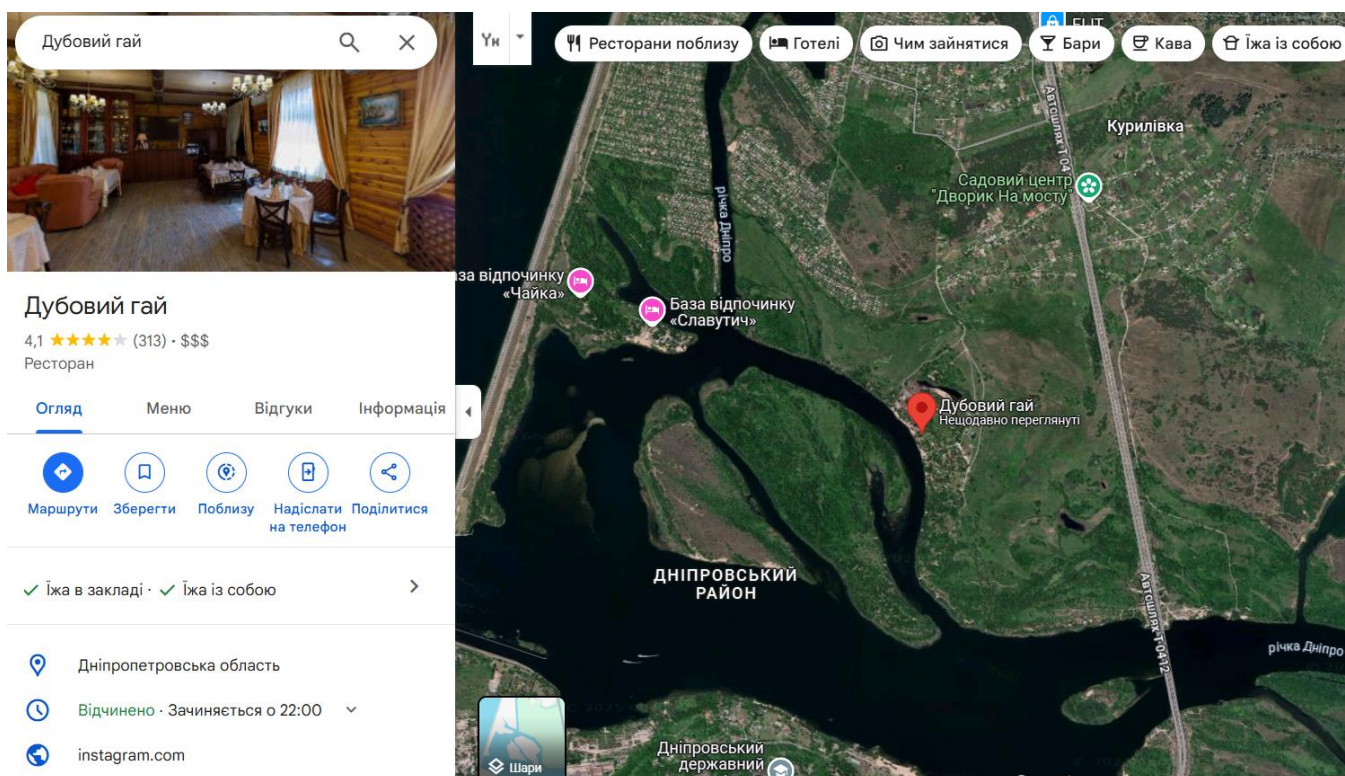 Дубовий гай
Дубовий гай
4,1 (313) · $$$
Ресторан
Огляд
Меню
Відгуки
Інформація
Маршрути
Зберегти
Поблизу
Надіслати
на телефон
Поділитися
Їжа в закладі · Їжа із собою
Дніпропетровська область
Відчинено · Зачиняється о 22:00
instagram.com
Ресторани поблизу
Готелі
Чим зайнятися
Бари
Кава
Їжа із собою
Автошлях Т04
Курилівка
Садовий центр
"Дворик На мосту"
річка Дніпро
за відпочинку
«Чайка»
База відпочинку
«Славутич»
Дубовий гай
Нещодавно переглянуті
ДНІПРОВСЬКИЙ
РАЙОН
Автошлях Т0412
річка Дніпро
Дніпровський
державний
Шари